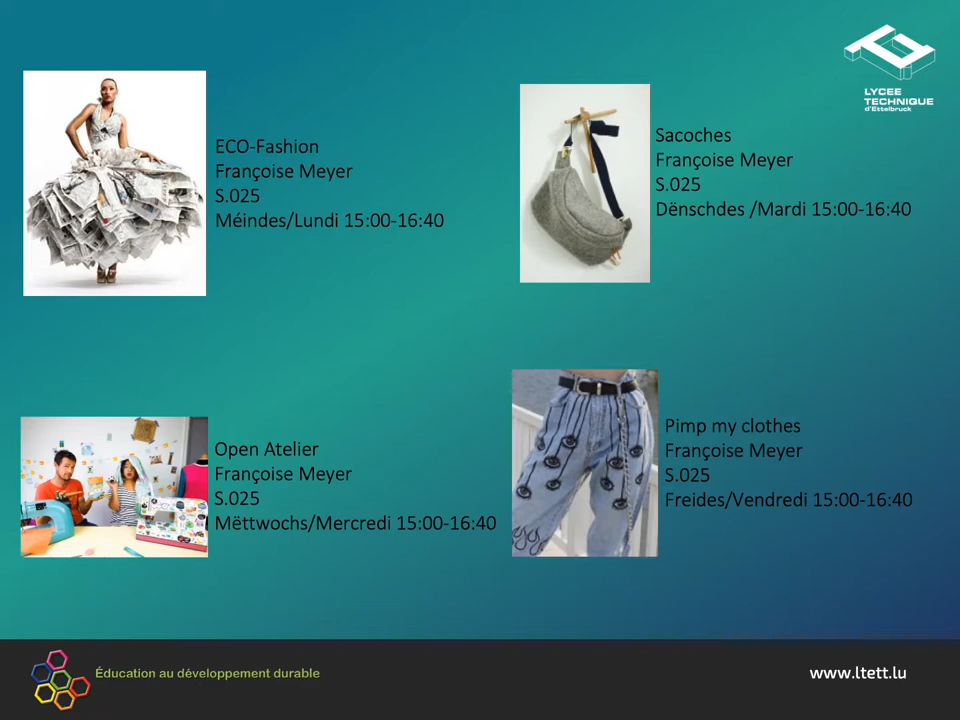 LYCEE
TECHNIQUE
d'Ettelbruck
ECO-Fashion
Françoise Meyer
S.025
Méindes/Lundi 15:00-16:40
Sacoches
Françoise Meyer
S.025
Dënschdes /Mardi 15:00-16:40
Open Atelier
Françoise Meyer
S.025
Mëttwochs/Mercredi 15:00-16:40
Pimp my clothes
Françoise Meyer
S.025
Freides/Vendredi 15:00-16:40
Éducation au développement durable
www.ltett.lu